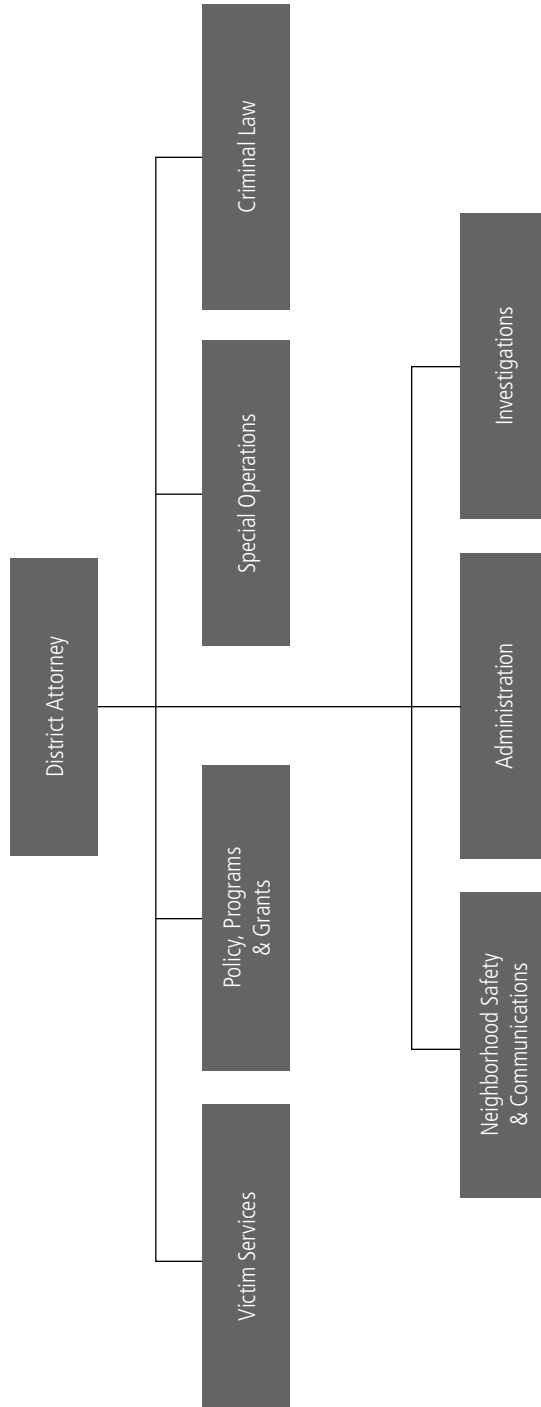 District Attorney
Victim Services
Policy, Programs
& Grants
Special Operations
Criminal Law
Neighborhood Safety
& Communications
Administration
Investigations